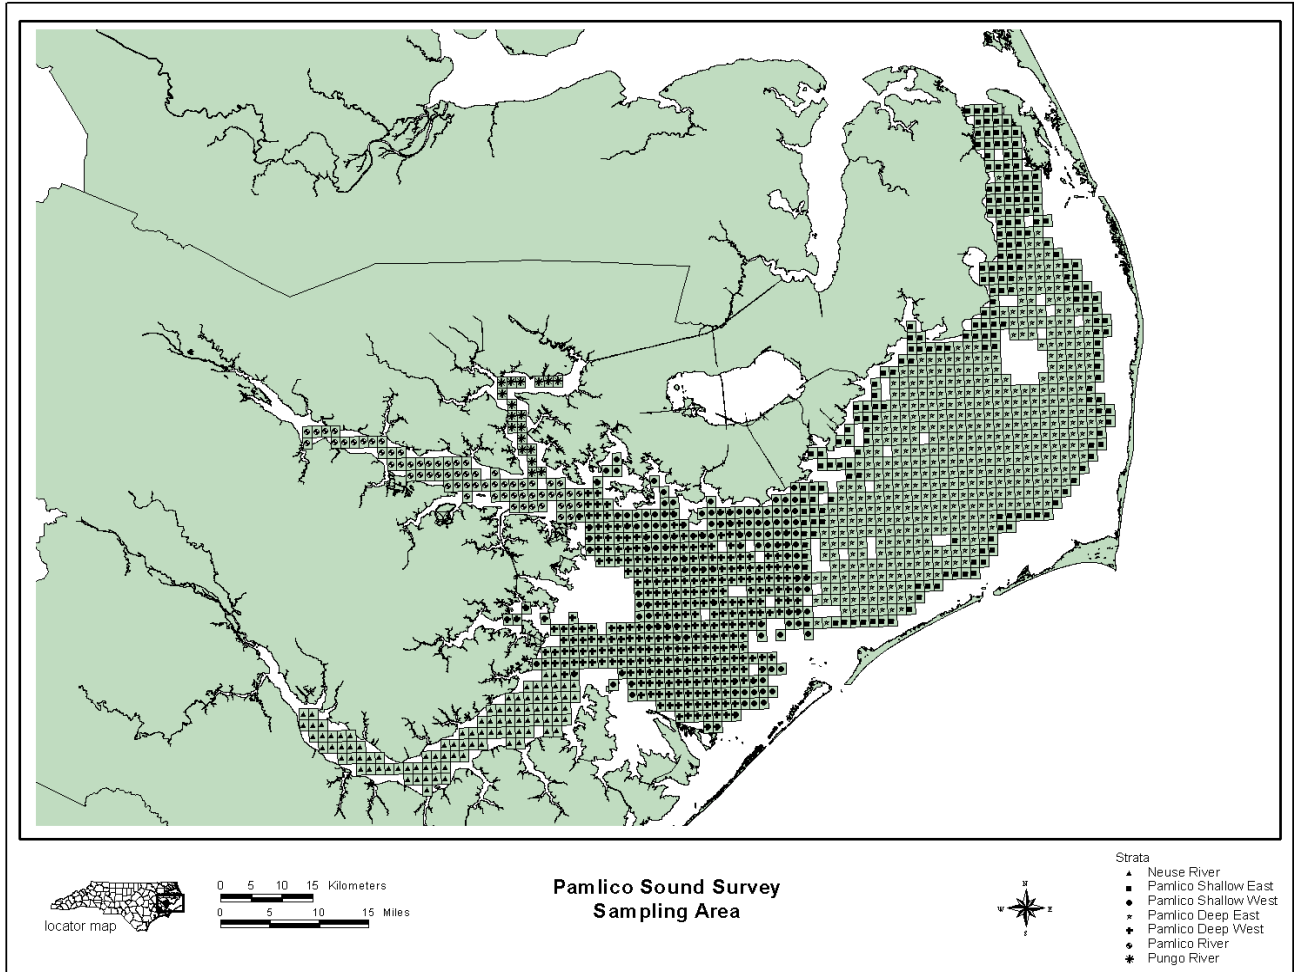 locator map
0 5 10 15 Kilometers
0 5 10 15 Miles
Pamlico Sound Survey
Sampling Area
N
W E
S
Strata
Neuse River
Pamlico Shallow East
Pamlico Shallow West
Pamlico Deep East
Pamlico Deep West
Pamlico River
Pungo River